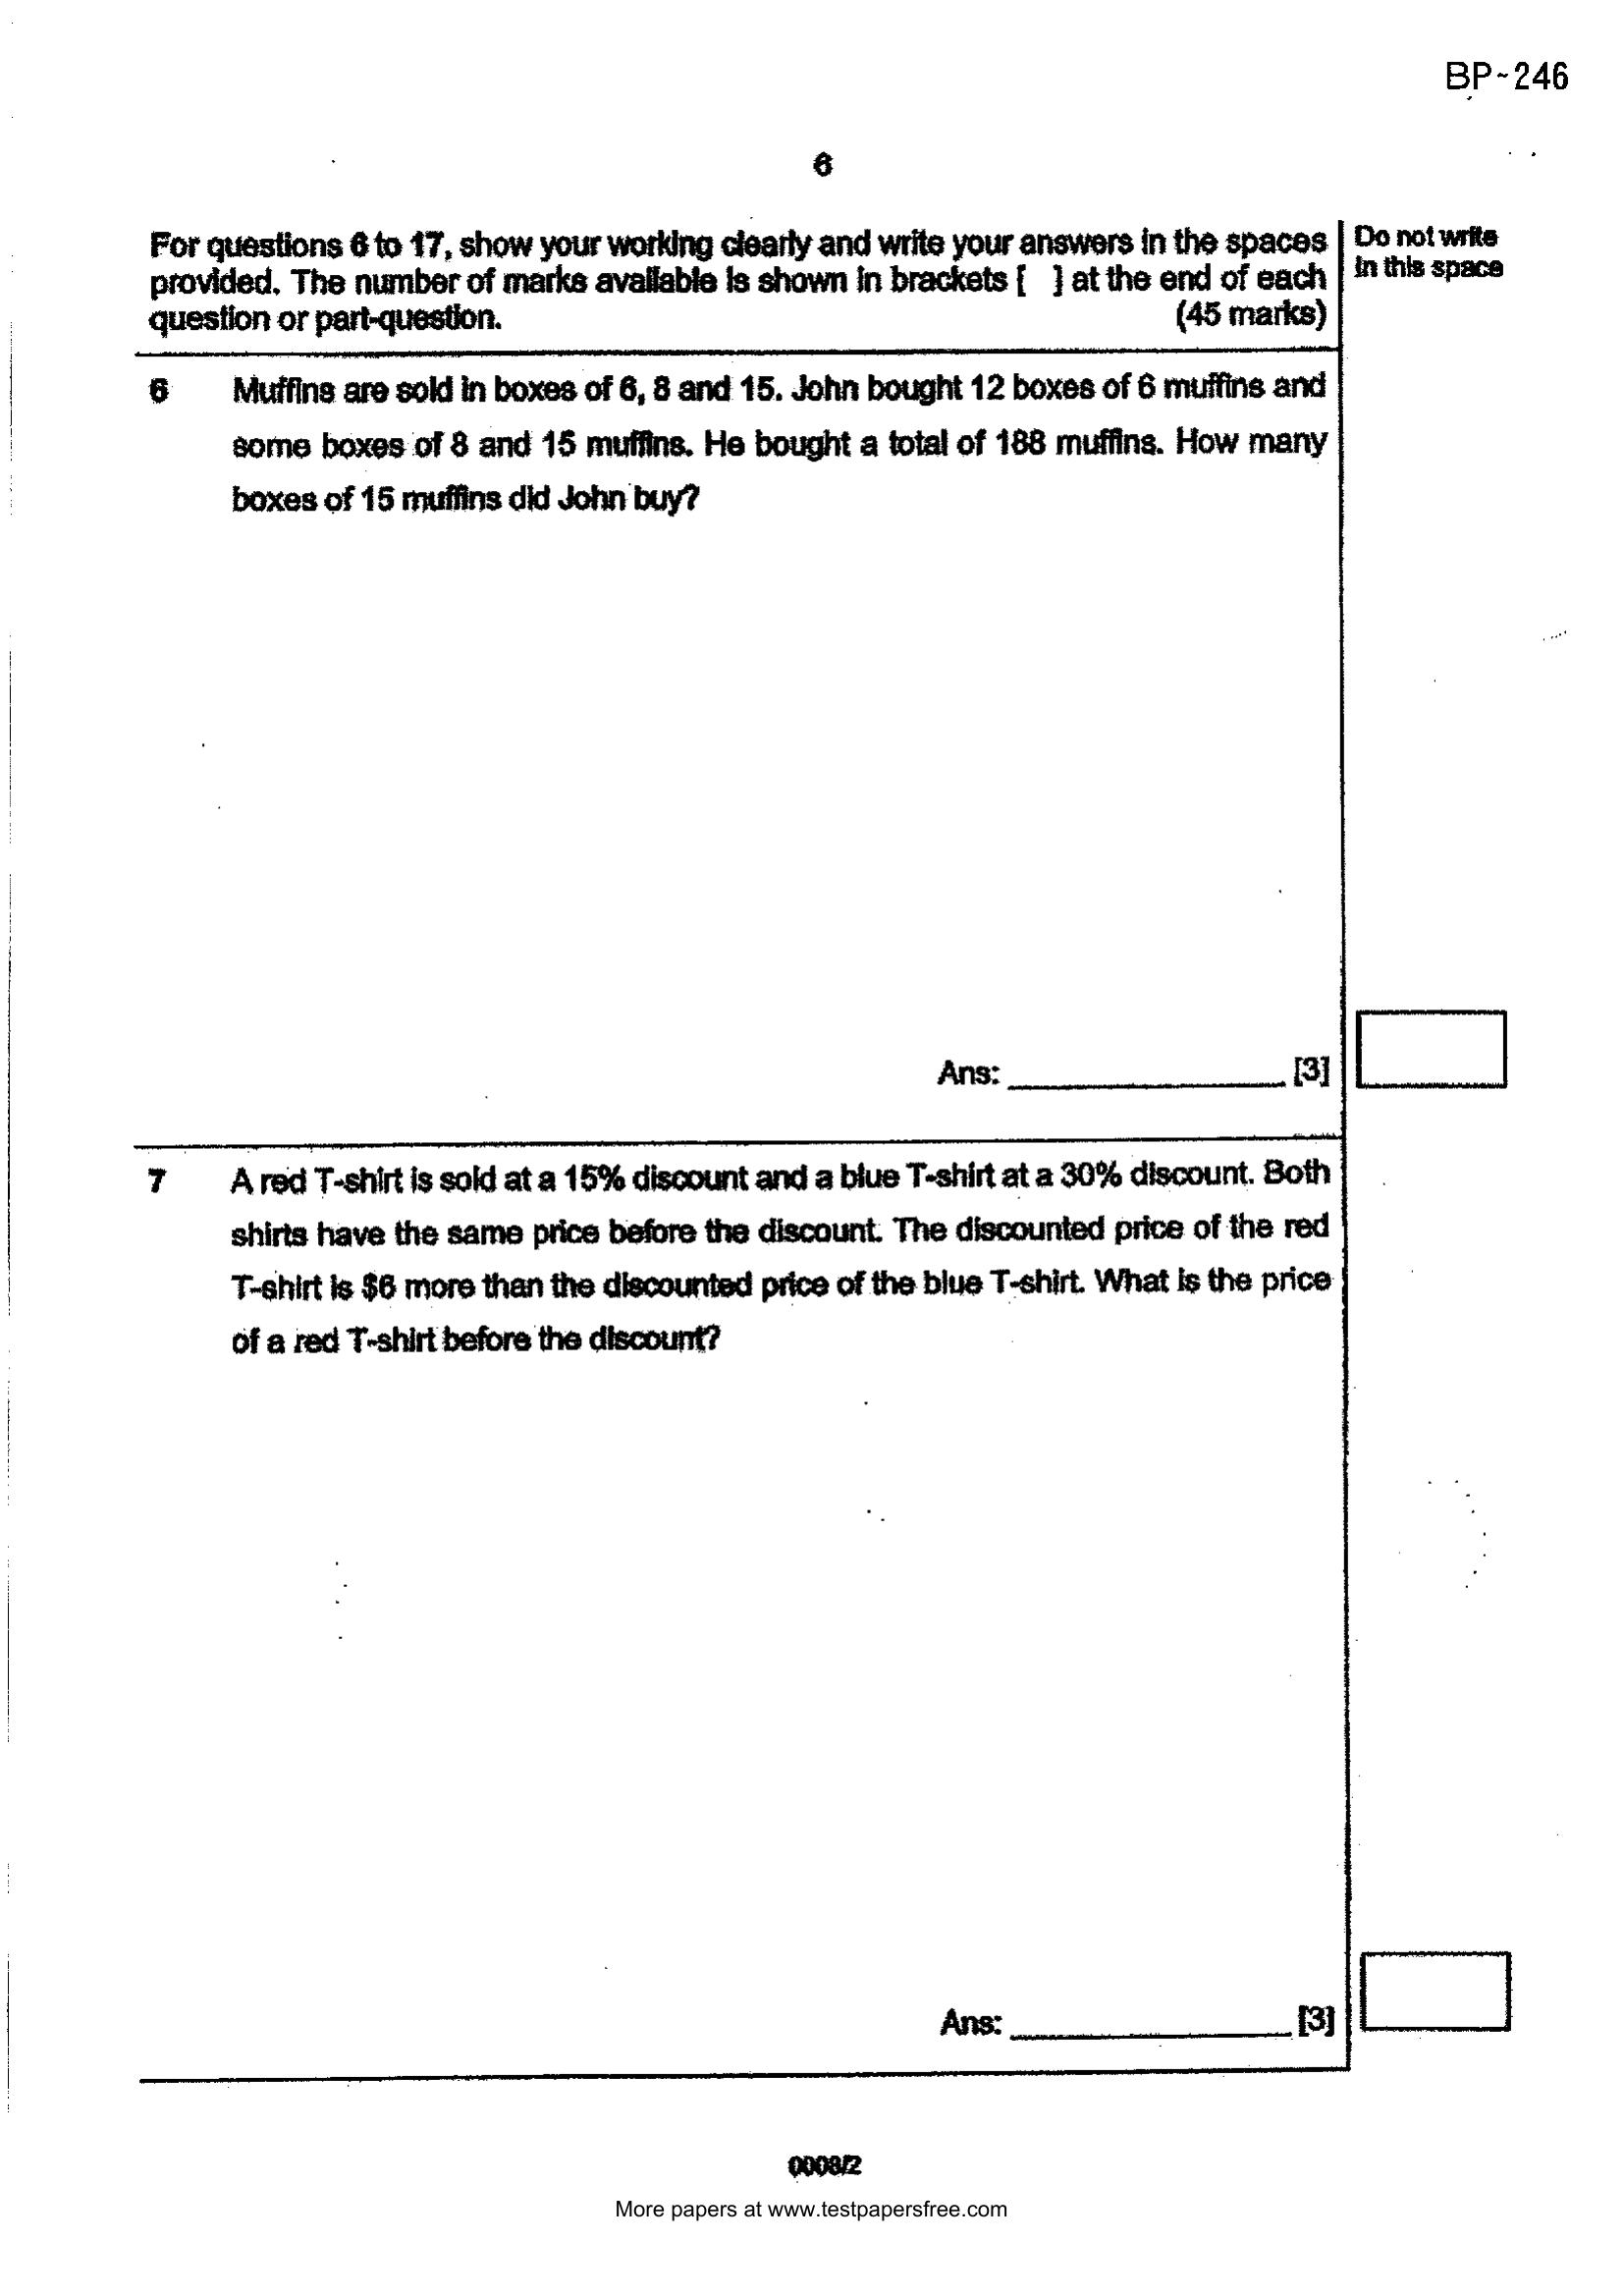 BP-246
6
For questions 6 to 17, show your working clearly and write your answers in the spaces
provided. The number of marks available is shown in brackets [ ] at the end of each
question or part-question. (45 marks)
Do not write
in this space
6 Muffins are sold in boxes of 6, 8 and 15. John bought 12 boxes of 6 muffins and
some boxes of 8 and 15 muffins. He bought a total of 188 muffins. How many
boxes of 15 muffins did John buy?
Ans: ____________ [3]
7 A red T-shirt is sold at a 15% discount and a blue T-shirt at a 30% discount. Both
shirts have the same price before the discount. The discounted price of the red
T-shirt is $6 more than the discounted price of the blue T-shirt. What is the price
of a red T-shirt before the discount?
Ans: ____________ [3]
0008/2
More papers at www.testpapersfree.com